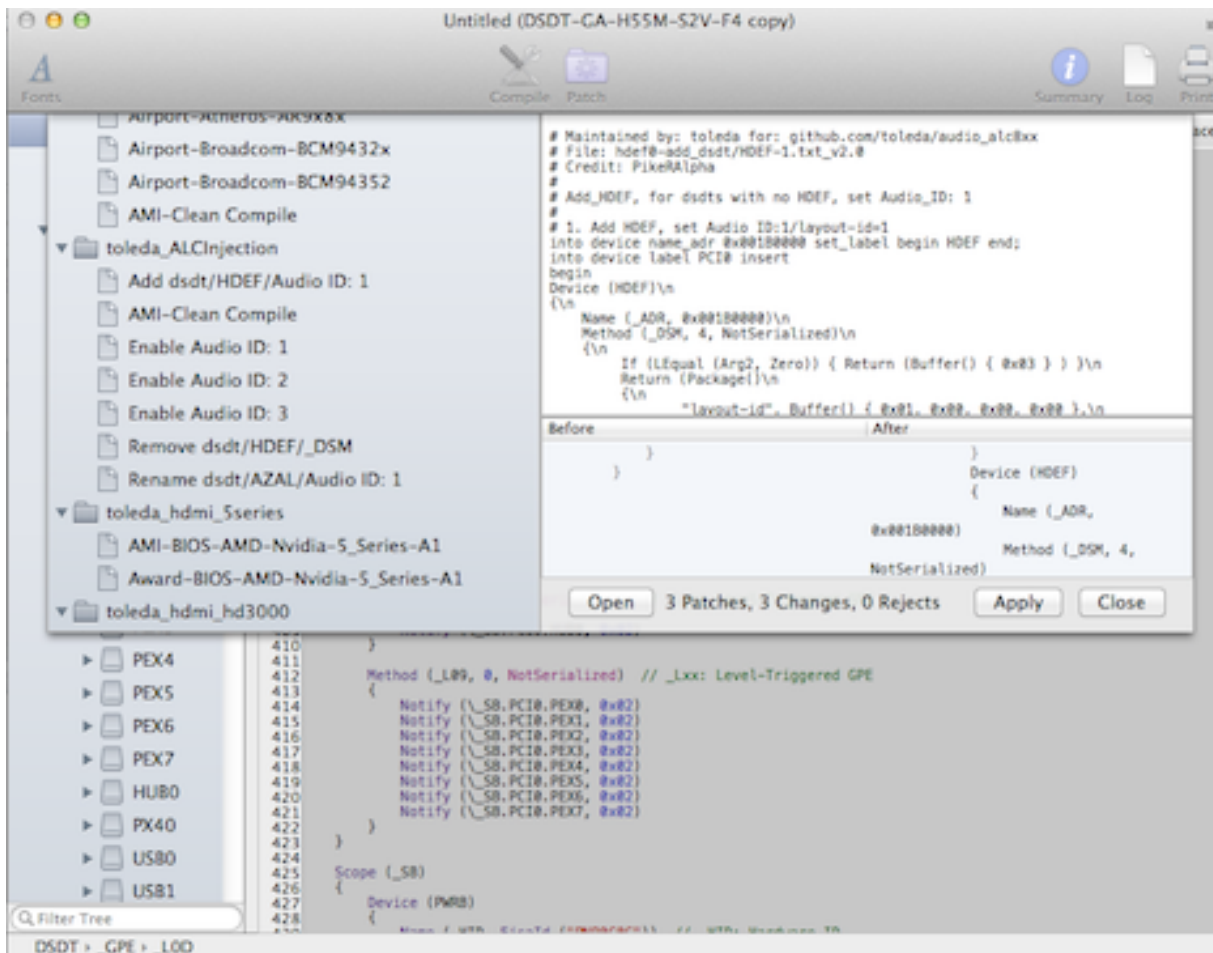 Untitled (DSDT-GA-H55M-S2V-F4 copy)
Fonts
Compile
Patch
Summary
Log
Print
Airport-Atheros-AR9x8x
Airport-Broadcom-BCM9432x
Airport-Broadcom-BCM94352
AMI-Clean Compile
toleda_ALCInjection
Add dsdt/HDEF/Audio ID: 1
AMI-Clean Compile
Enable Audio ID: 1
Enable Audio ID: 2
Enable Audio ID: 3
Remove dsdt/HDEF/_DSM
Rename dsdt/AZAL/Audio ID: 1
toleda_hdmi_5series
AMI-BIOS-AMD-Nvidia-5_Series-A1
Award-BIOS-AMD-Nvidia-5_Series-A1
toleda_hdmi_hd3000
# Maintained by: toleda for: github.com/toleda/audio_alc8xx
# File: hdef0-add_dsdt/HDEF-1.txt_v2.0
# Credit: PikeRAlpha
#
# Add_HDEF, for dsdts with no HDEF, set Audio_ID: 1
#
# 1. Add HDEF, set Audio ID:1/layout-id=1
into device name_adr 0x001B0000 set_label begin HDEF end;
into device label PCI0 insert
begin
Device (HDEF)\n
{\n
Name (_ADR, 0x001B0000)\n
Method (_DSM, 4, NotSerialized)\n
{\n
If (LEqual (Arg2, Zero)) { Return (Buffer() { 0x03 } ) }\n
Return (Package()\n
{\n
"layout-id", Buffer() { 0x01, 0x00, 0x00, 0x00 },\n
Before
After
}
}
}
Device (HDEF)
{
Name (_ADR,
0x001B0000)
Method (_DSM, 4,
NotSerialized)
Open
3 Patches, 3 Changes, 0 Rejects
Apply
Close
PEX4
PEX5
PEX6
PEX7
HUB0
PX40
USB0
USB1
Filter Tree
410 }
411
412 Method (_L09, 0, NotSerialized) // _Lxx: Level-Triggered GPE
413 {
414 Notify (\_SB.PCI0.PEX0, 0x02)
415 Notify (\_SB.PCI0.PEX1, 0x02)
416 Notify (\_SB.PCI0.PEX2, 0x02)
417 Notify (\_SB.PCI0.PEX3, 0x02)
418 Notify (\_SB.PCI0.PEX4, 0x02)
419 Notify (\_SB.PCI0.PEX5, 0x02)
420 Notify (\_SB.PCI0.PEX6, 0x02)
421 Notify (\_SB.PCI0.PEX7, 0x02)
422 }
423 }
424
425 Scope (_SB)
426 {
427 Device (PWRB)
428 {
DSDT › _GPE › _L0D